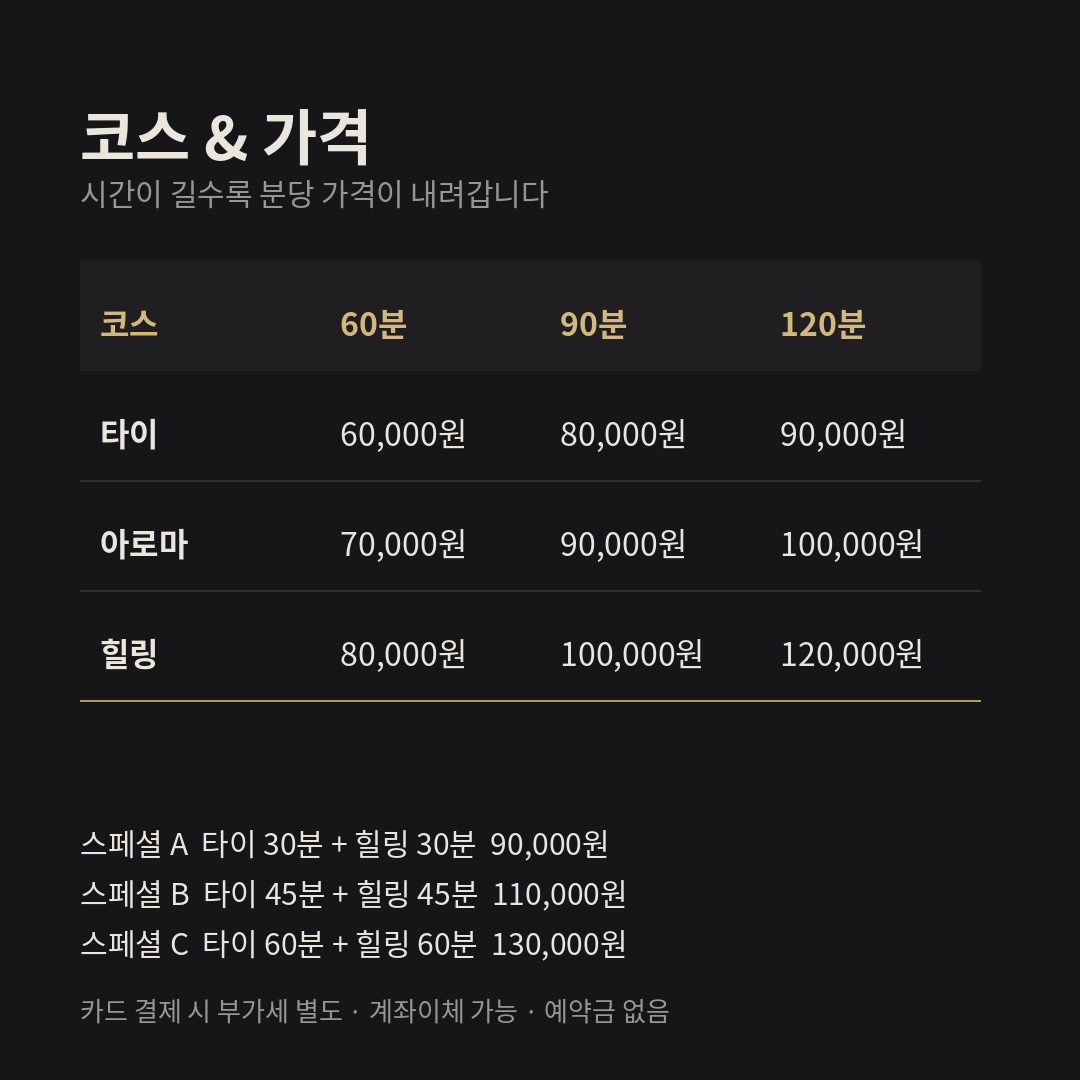 코스 & 가격
시간이 길수록 분당 가격이 내려갑니다
코스 60분 90분 120분
타이 60,000원 80,000원 90,000원
아로마 70,000원 90,000원 100,000원
힐링 80,000원 100,000원 120,000원
스페셜 A 타이 30분 + 힐링 30분 90,000원
스페셜 B 타이 45분 + 힐링 45분 110,000원
스페셜 C 타이 60분 + 힐링 60분 130,000원
카드 결제 시 부가세 별도 · 계좌이체 가능 · 예약금 없음